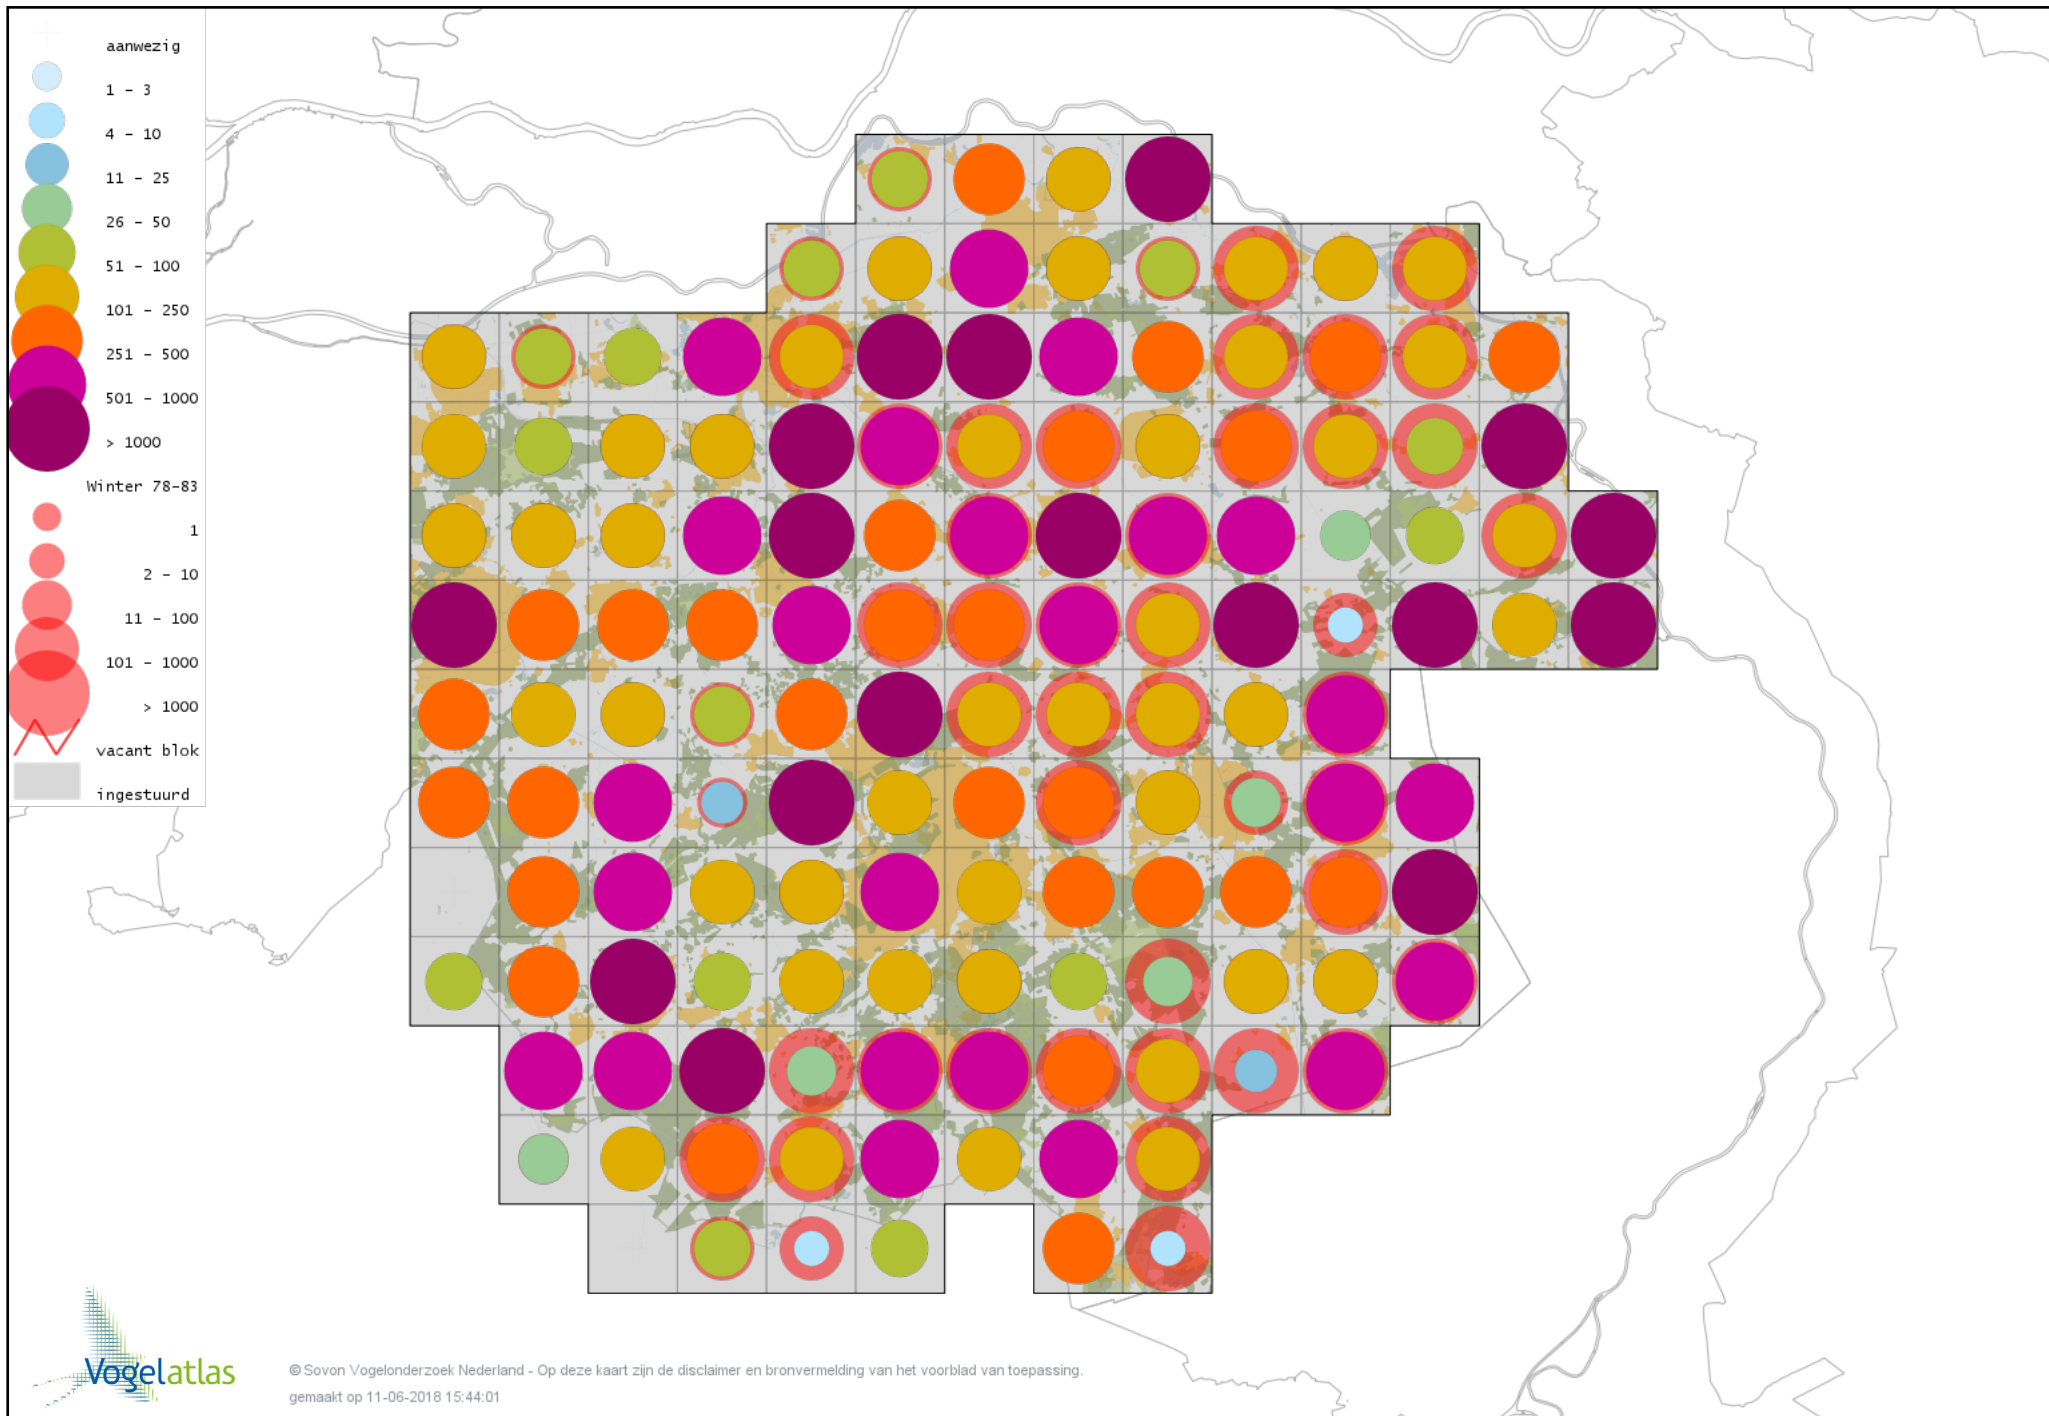 aanwezig
1 - 3
4 - 10
11 - 25
26 - 50
51 - 100
101 - 250
251 - 500
501 - 1000
> 1000
Winter 78-83
1
2 - 10
11 - 100
101 - 1000
> 1000
vacant blok
ingestuurd
Vogelatlas
© Sovon Vogelonderzoek Nederland - Op deze kaart zijn de disclaimer en bronvermelding van het voorblad van toepassing.
gemaakt op 11-06-2018 15:44:01